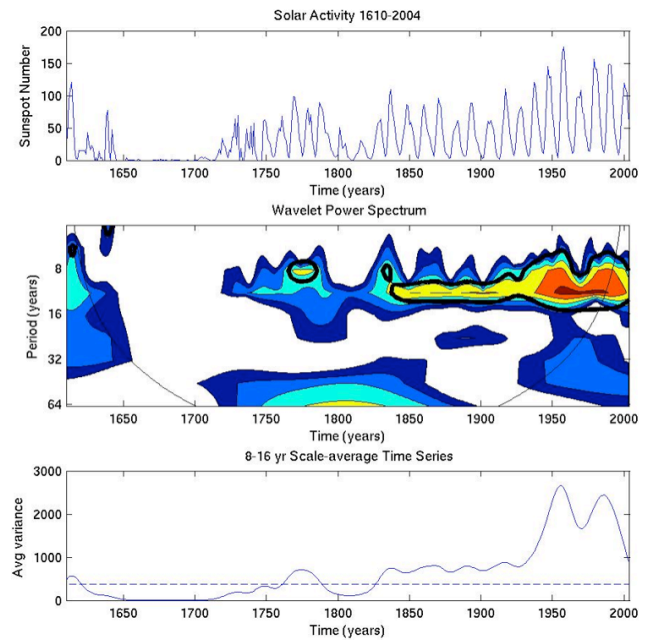 Solar Activity 1610-2004
200
150
100
50
0
Sunspot Number
1650 1700 1750 1800 1850 1900 1950 2000
Time (years)
Wavelet Power Spectrum
8
16
32
64
Period (years)
1650 1700 1750 1800 1850 1900 1950 2000
Time (years)
8-16 yr Scale-average Time Series
3000
2000
1000
0
Avg variance
1650 1700 1750 1800 1850 1900 1950 2000
Time (years)